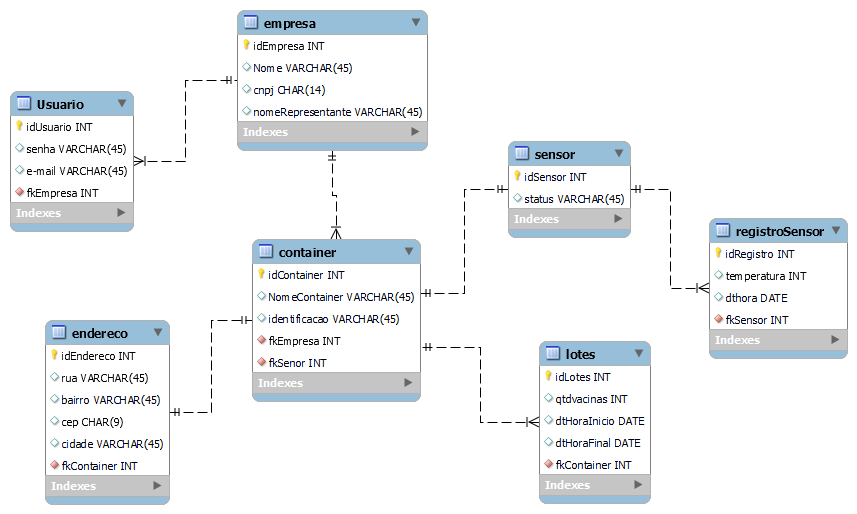 empresa
idEmpresa INT
Nome VARCHAR(45)
cnpj CHAR(14)
nomeRepresentante VARCHAR(45)
Indexes
Usuario
idUsuario INT
senha VARCHAR(45)
e-mail VARCHAR(45)
fkEmpresa INT
Indexes
sensor
idSensor INT
status VARCHAR(45)
Indexes
registroSensor
idRegistro INT
temperatura INT
dthora DATE
fkSensor INT
Indexes
container
idContainer INT
NomeContainer VARCHAR(45)
identificacao VARCHAR(45)
fkEmpresa INT
fkSenor INT
Indexes
endereco
idEndereco INT
rua VARCHAR(45)
bairro VARCHAR(45)
cep CHAR(9)
cidade VARCHAR(45)
fkContainer INT
Indexes
lotes
idLotes INT
qtdvacinas INT
dtHoraInicio DATE
dtHoraFinal DATE
fkContainer INT
Indexes